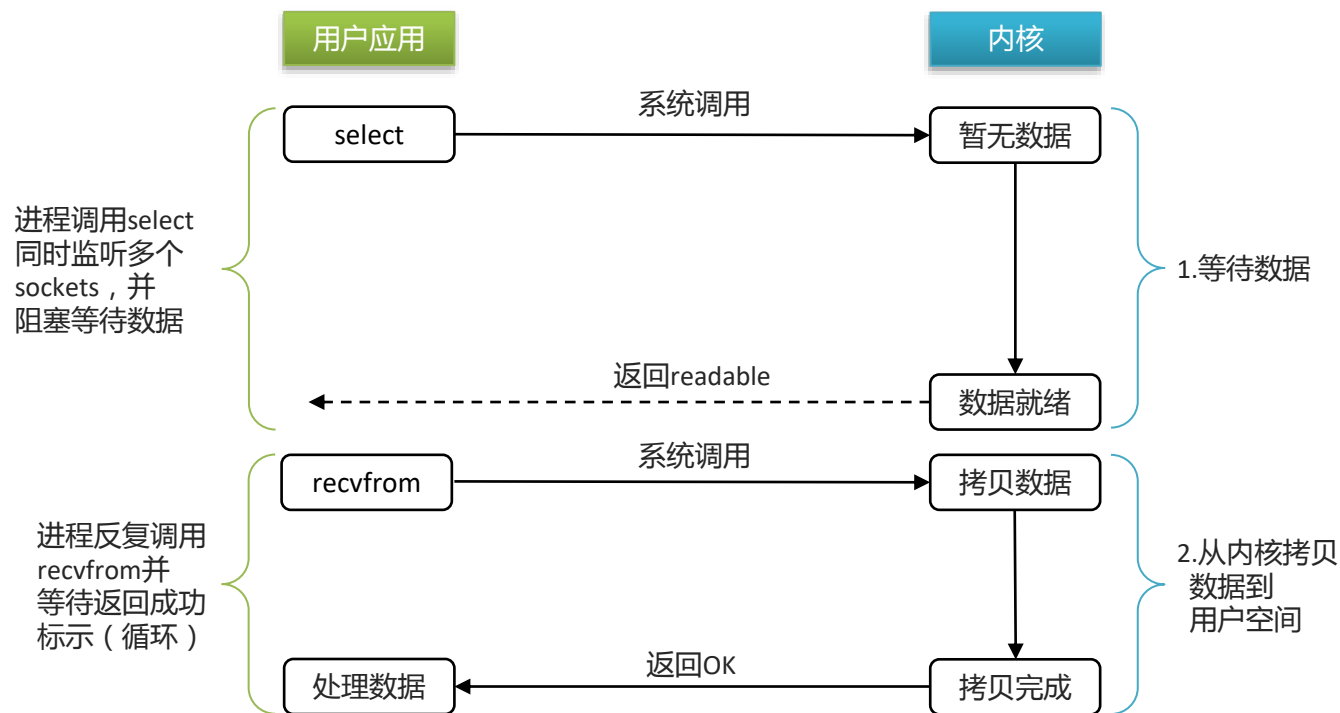 用户应用
内核
系统调用
select
暂无数据
进程调用select
同时监听多个
sockets，并
阻塞等待数据
1.等待数据
返回readable
数据就绪
系统调用
recvfrom
拷贝数据
进程反复调用
recvfrom并
等待返回成功
标示（循环）
2.从内核拷贝
数据到
用户空间
返回OK
处理数据
拷贝完成